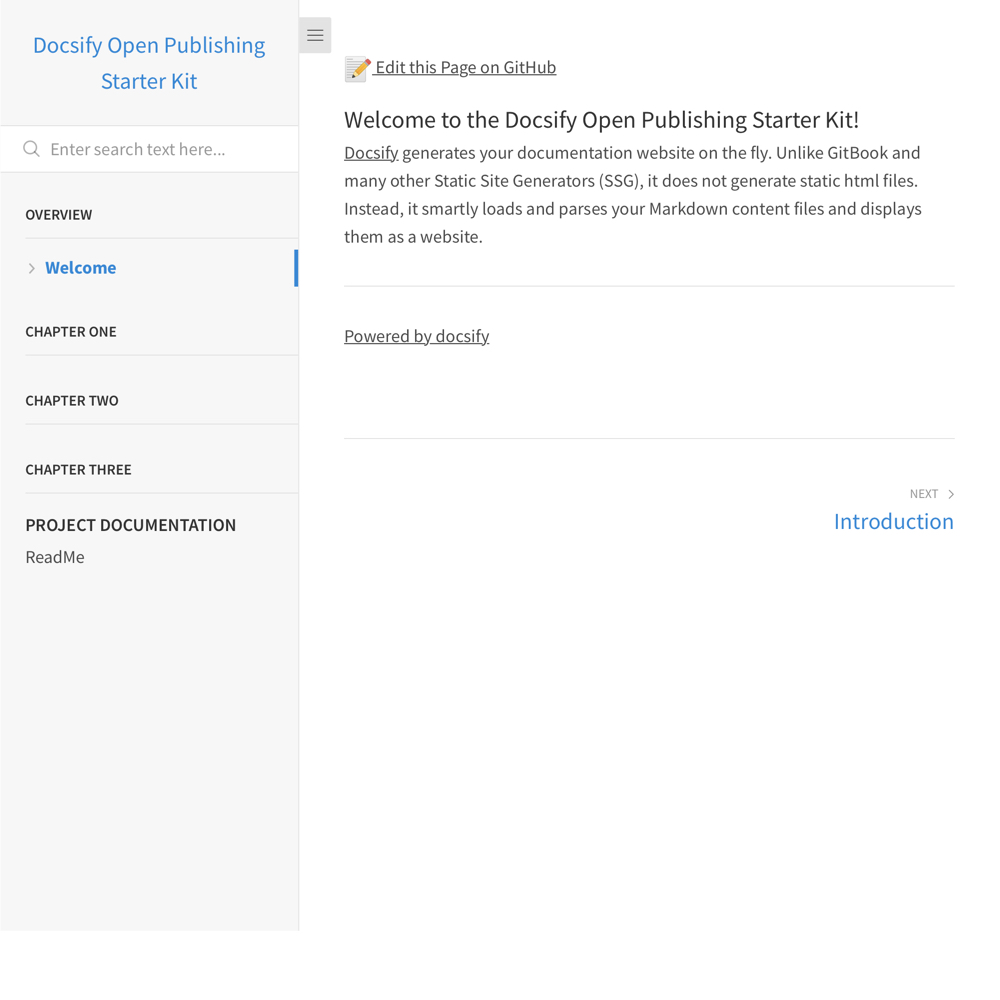 Docsify Open Publishing
Starter Kit
Enter search text here...
OVERVIEW
Welcome
CHAPTER ONE
CHAPTER TWO
CHAPTER THREE
PROJECT DOCUMENTATION
ReadMe
Edit this Page on GitHub
Welcome to the Docsify Open Publishing Starter Kit!
Docsify generates your documentation website on the fly. Unlike GitBook and
many other Static Site Generators (SSG), it does not generate static html files.
Instead, it smartly loads and parses your Markdown content files and displays
them as a website.
Powered by docsify
NEXT
Introduction